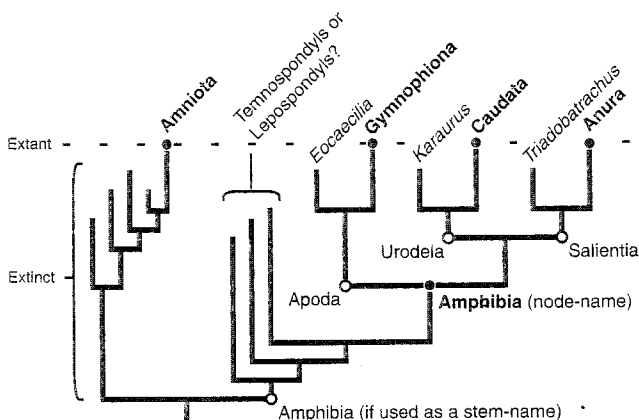 Temnospondyls or
Lepospondyls?
Amniota
Gymnophiona
Caudata
Anura
Eocaecilia
Karaurus
Triadobatrachus
Extant
Extinct
Urodela
Salientia
Apoda
Amphibia (node-name)
Amphibia (if used as a stem-name)